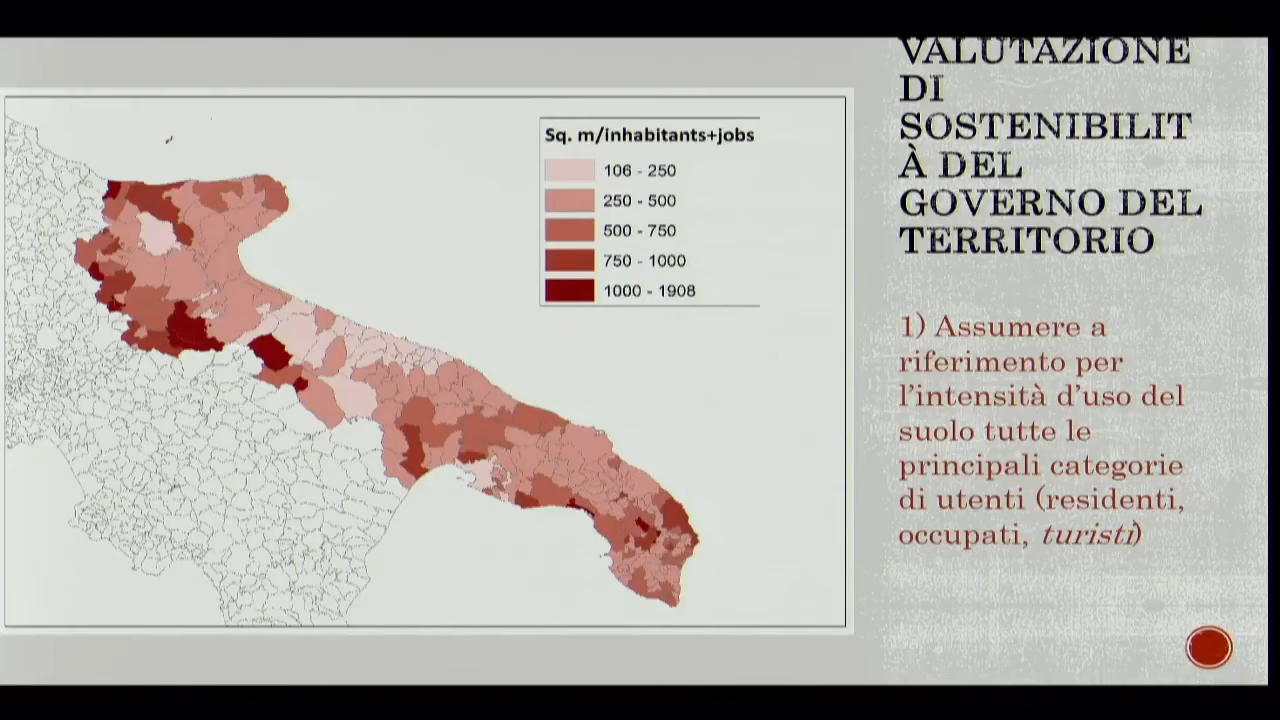 Sq. m/inhabitants+jobs
106 - 250
250 - 500
500 - 750
750 - 1000
1000 - 1908
VALUTAZIONE
DI
SOSTENIBILIT
À DEL
GOVERNO DEL
TERRITORIO
1) Assumere a
riferimento per
l'intensità d'uso del
suolo tutte le
principali categorie
di utenti (residenti,
occupati, turisti)